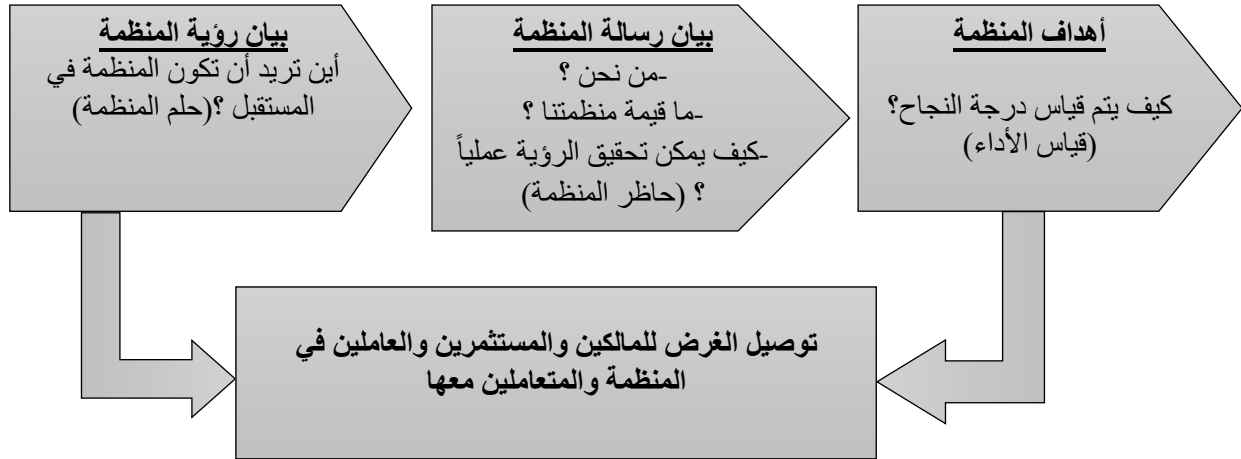 بيان رؤية المنظمة
أين تريد أن تكون المنظمة في
المستقبل ؟(حلم المنظمة)
بيان رسالة المنظمة
-من نحن ؟
-ما قيمة منظمتنا ؟
-كيف يمكن تحقيق الرؤية عملياً
؟ (حاظر المنظمة)
أهداف المنظمة
كيف يتم قياس درجة النجاح؟
(قياس الأداء)
توصيل الغرض للمالكين والمستثمرين والعاملين في
المنظمة والمتعاملين معها